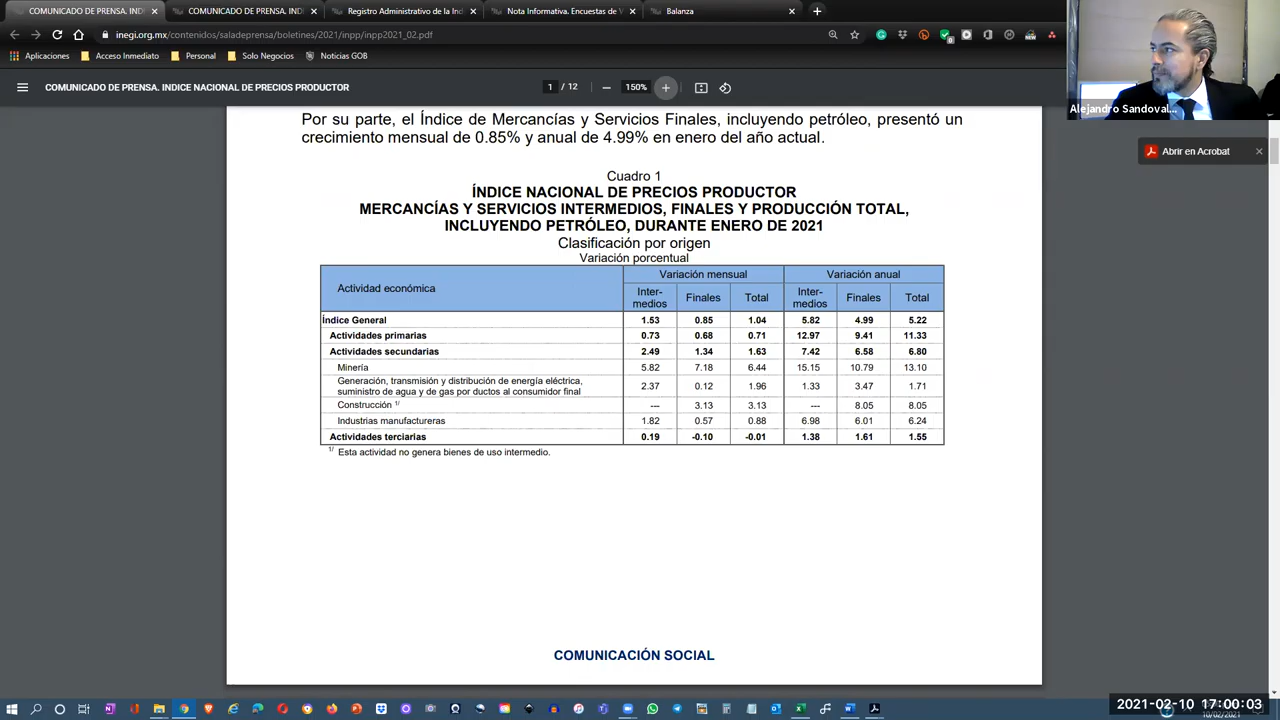 COMUNICADO DE PRENSA. IND
COMUNICADO DE PRENSA. IND
Registro Administrativo de la Ind
Nota Informativa. Encuestas de V
Balanza
inegi.org.mx/contenidos/saladeprensa/boletines/2021/inpp/inpp2021_02.pdf
Aplicaciones
Acceso Inmediato
Personal
Solo Negocios
Noticias GOB
COMUNICADO DE PRENSA. INDICE NACIONAL DE PRECIOS PRODUCTOR
1 / 12
150%
Alejandro Sandoval...
Abrir en Acrobat
Por su parte, el Índice de Mercancías y Servicios Finales, incluyendo petróleo, presentó un
crecimiento mensual de 0.85% y anual de 4.99% en enero del año actual.
Cuadro 1
ÍNDICE NACIONAL DE PRECIOS PRODUCTOR
MERCANCÍAS Y SERVICIOS INTERMEDIOS, FINALES Y PRODUCCIÓN TOTAL,
INCLUYENDO PETRÓLEO, DURANTE ENERO DE 2021
Clasificación por origen
Variación porcentual
Actividad económica
Variación mensual
Variación anual
Inter-
medios
Finales
Total
Inter-
medios
Finales
Total
Índice General 1.53 0.85 1.04 5.82 4.99 5.22
Actividades primarias 0.73 0.68 0.71 12.97 9.41 11.33
Actividades secundarias 2.49 1.34 1.63 7.42 6.58 6.80
Minería 5.82 7.18 6.44 15.15 10.79 13.10
Generación, transmisión y distribución de energía eléctrica,
suministro de agua y de gas por ductos al consumidor final 2.37 0.12 1.96 1.33 3.47 1.71
Construcción 1/ --- 3.13 3.13 --- 8.05 8.05
Industrias manufactureras 1.82 0.57 0.88 6.98 6.01 6.24
Actividades terciarias 0.19 -0.10 -0.01 1.38 1.61 1.55
1/ Esta actividad no genera bienes de uso intermedio.
COMUNICACIÓN SOCIAL
2021-02-10 17:00:03
10/02/2021